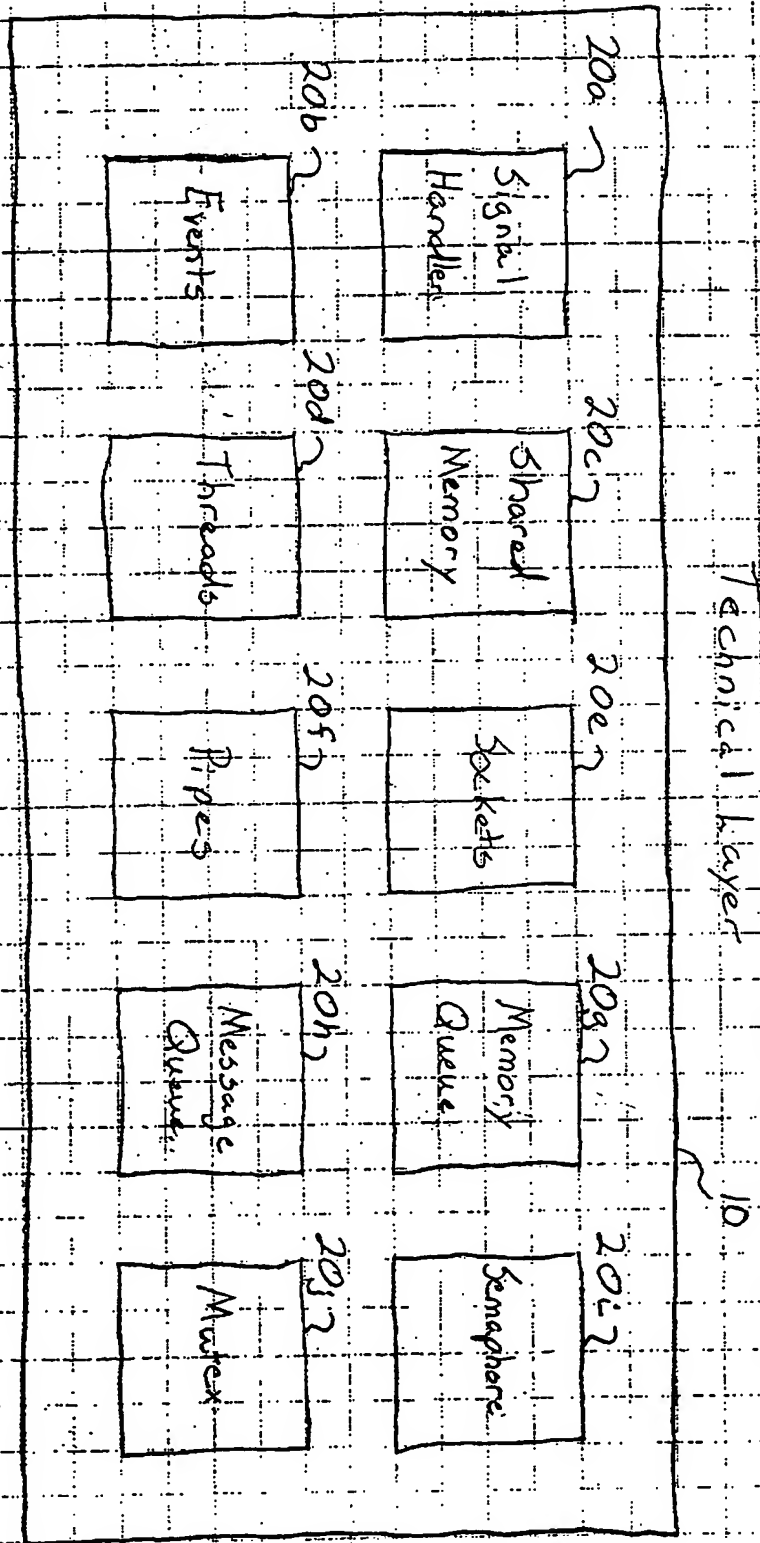 Technical Layer
10
20a
Signal
Handler
20c
Shared
Memory
20e
Sockets
20g
Memory
Queue
20i
Semaphore
20b
Events
20d
Threads
20f
Pipes
20h
Message
Queue
20j
Mutex